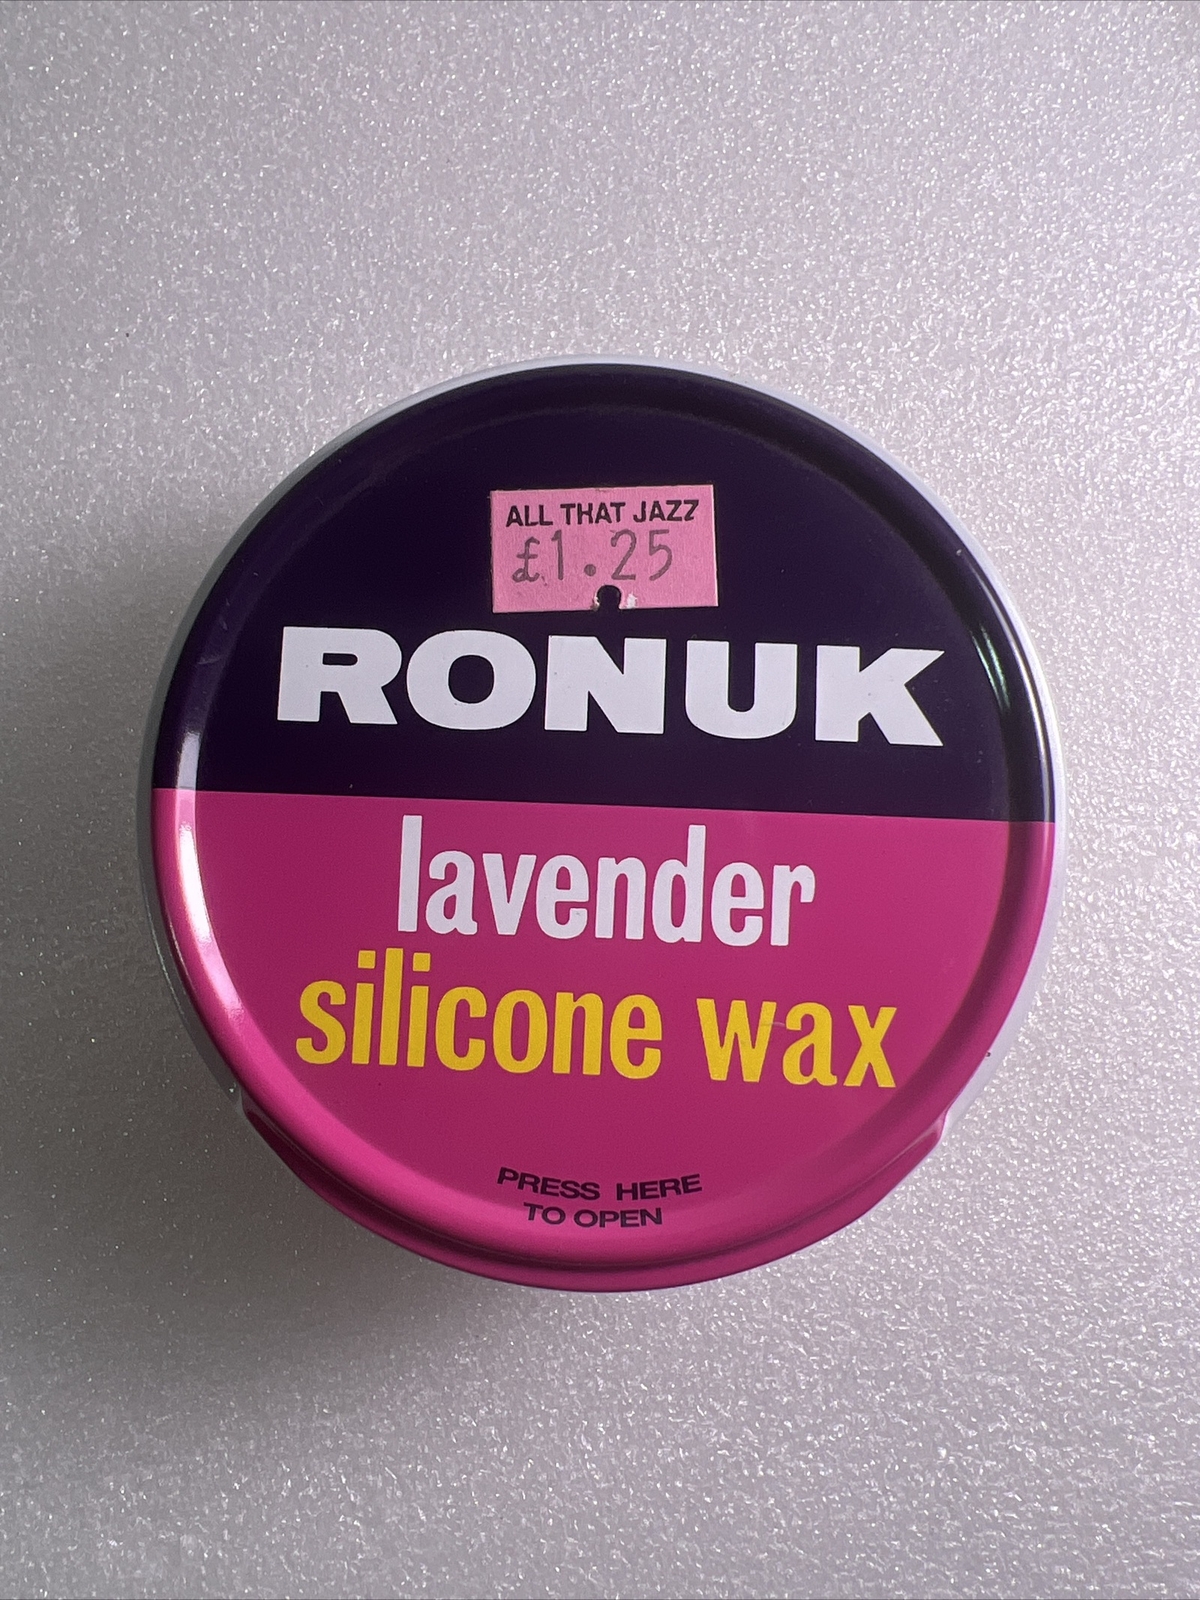 ALL THAT JAZZ
£1.25
RONUK
lavender
silicone wax
PRESS HERE
TO OPEN